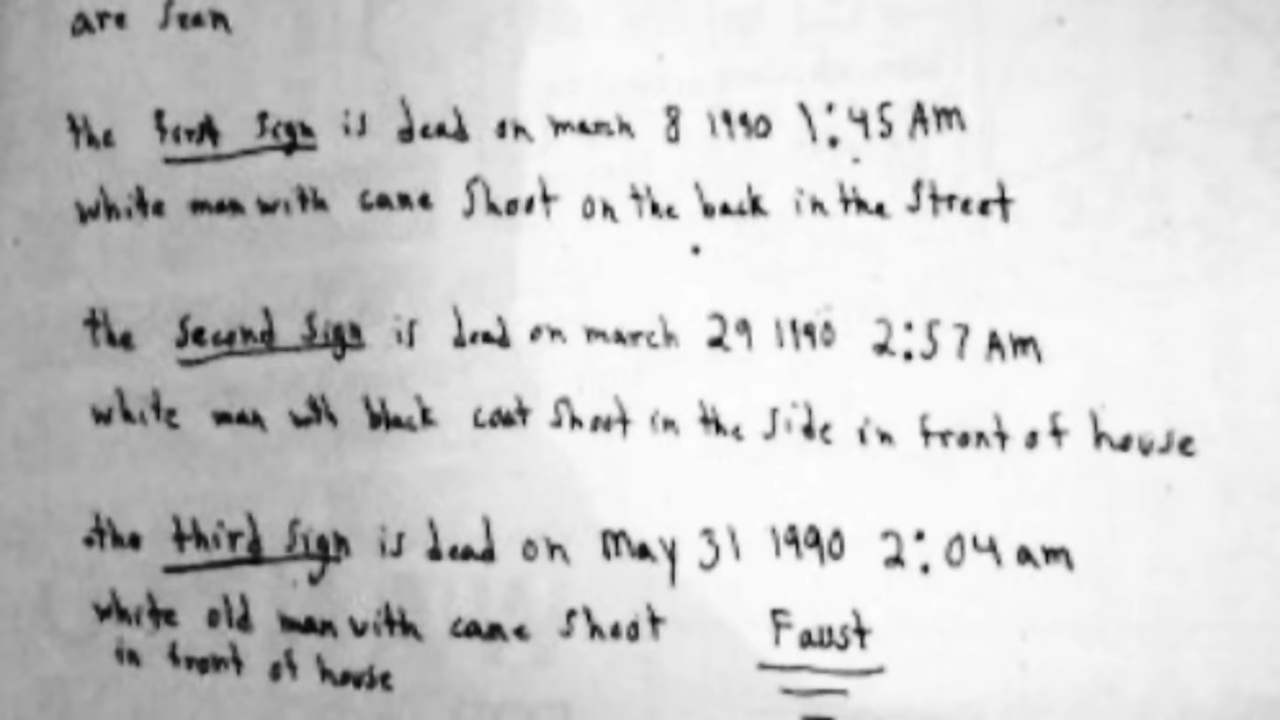 are seen
the first sign is dead on march 8 1990 1:45 AM
white man with cane shoot on the back in the street
the second sign is dead on march 29 1990 2:57 AM
white man with black coat shoot in the side in front of house
the third sign is dead on May 31 1990 2:04 am
white old man with cane shoot
in front of house
Faust